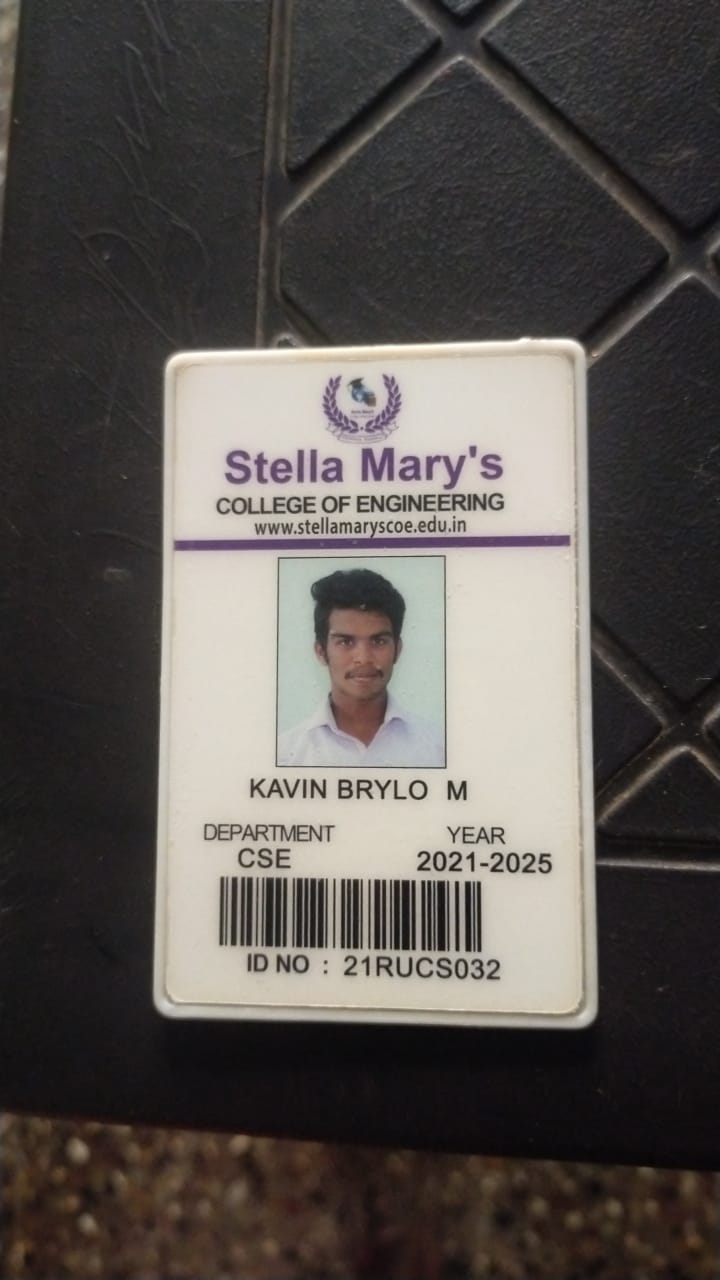 Stella Mary's
COLLEGE OF ENGINEERING
www.stellamaryscoe.edu.in
KAVIN BRYLO M
DEPARTMENT YEAR
CSE 2021-2025
ID NO : 21RUCS032